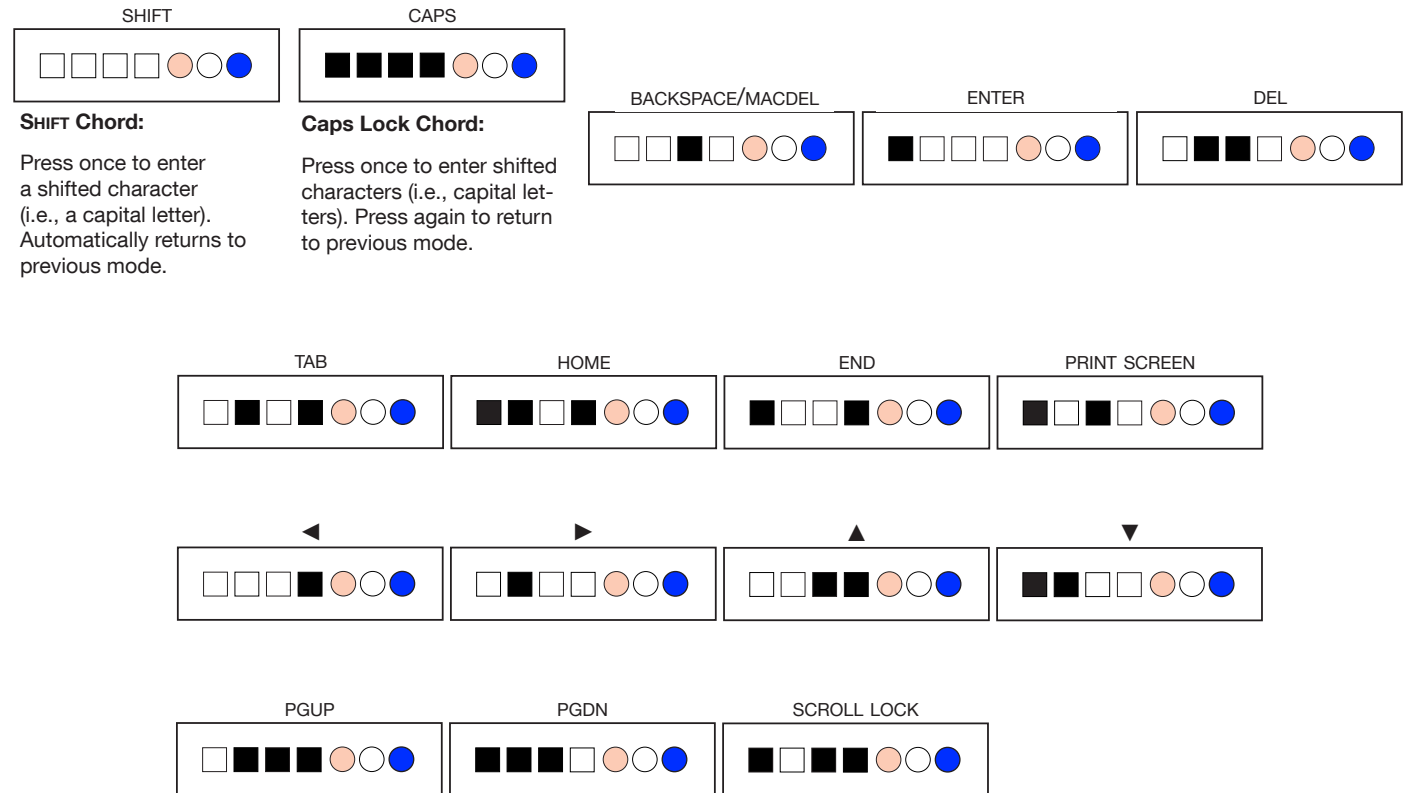 SHIFT
CAPS
SHIFT Chord:
Press once to enter
a shifted character
(i.e., a capital letter).
Automatically returns to
previous mode.
Caps Lock Chord:
Press once to enter shifted
characters (i.e., capital let-
ters). Press again to return
to previous mode.
BACKSPACE/MACDEL
ENTER
DEL
TAB
HOME
END
PRINT SCREEN
◀
▶
▲
▼
PGUP
PGDN
SCROLL LOCK